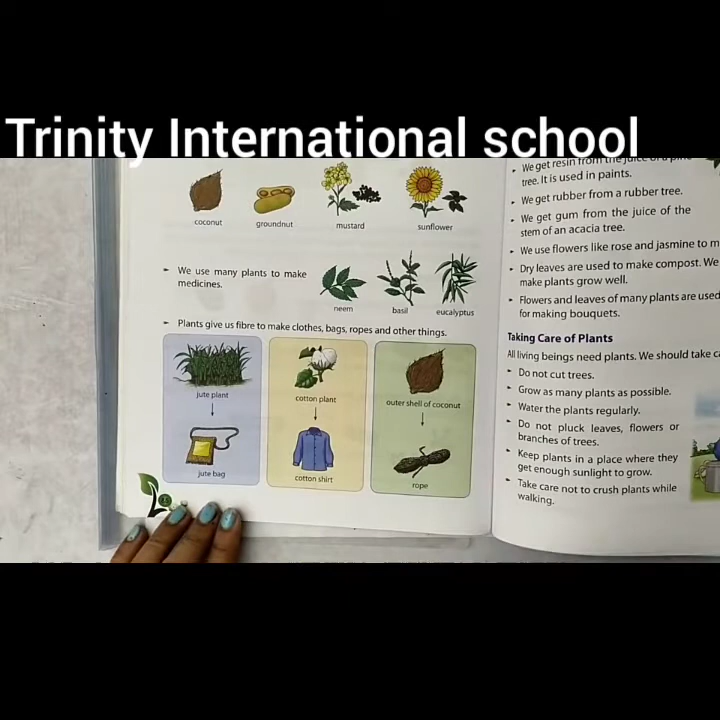 Trinity International school
coconut groundnut mustard sunflower
➤ We use many plants to make
medicines.
neem basil eucalyptus
➤ Plants give us fibre to make clothes, bags, ropes and other things.
jute plant cotton plant outer shell of coconut
jute bag cotton shirt rope
➤ We get resin from the juice of a pine
tree. It is used in paints.
➤ We get rubber from a rubber tree.
➤ We get gum from the juice of the
stem of an acacia tree.
➤ We use flowers like rose and jasmine to m
➤ Dry leaves are used to make compost. We
make plants grow well.
➤ Flowers and leaves of many plants are used
for making bouquets.
Taking Care of Plants
All living beings need plants. We should take c
➤ Do not cut trees.
➤ Grow as many plants as possible.
➤ Water the plants regularly.
➤ Do not pluck leaves, flowers or
branches of trees.
➤ Keep plants in a place where they
get enough sunlight to grow.
➤ Take care not to crush plants while
walking.